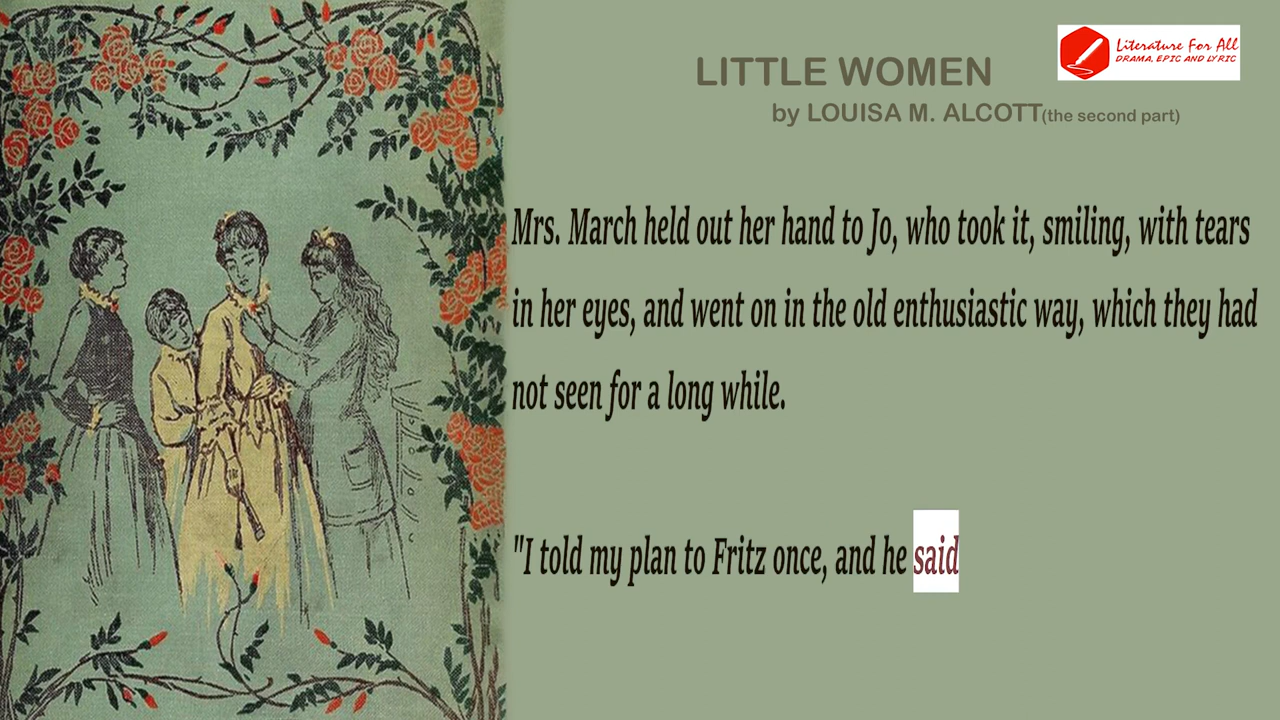 LITTLE WOMEN
by LOUISA M. ALCOTT(the second part)
Literature For All
DRAMA, EPIC AND LYRIC
Mrs. March held out her hand to Jo, who took it, smiling, with tears
in her eyes, and went on in the old enthusiastic way, which they had
not seen for a long while.
"I told my plan to Fritz once, and he said